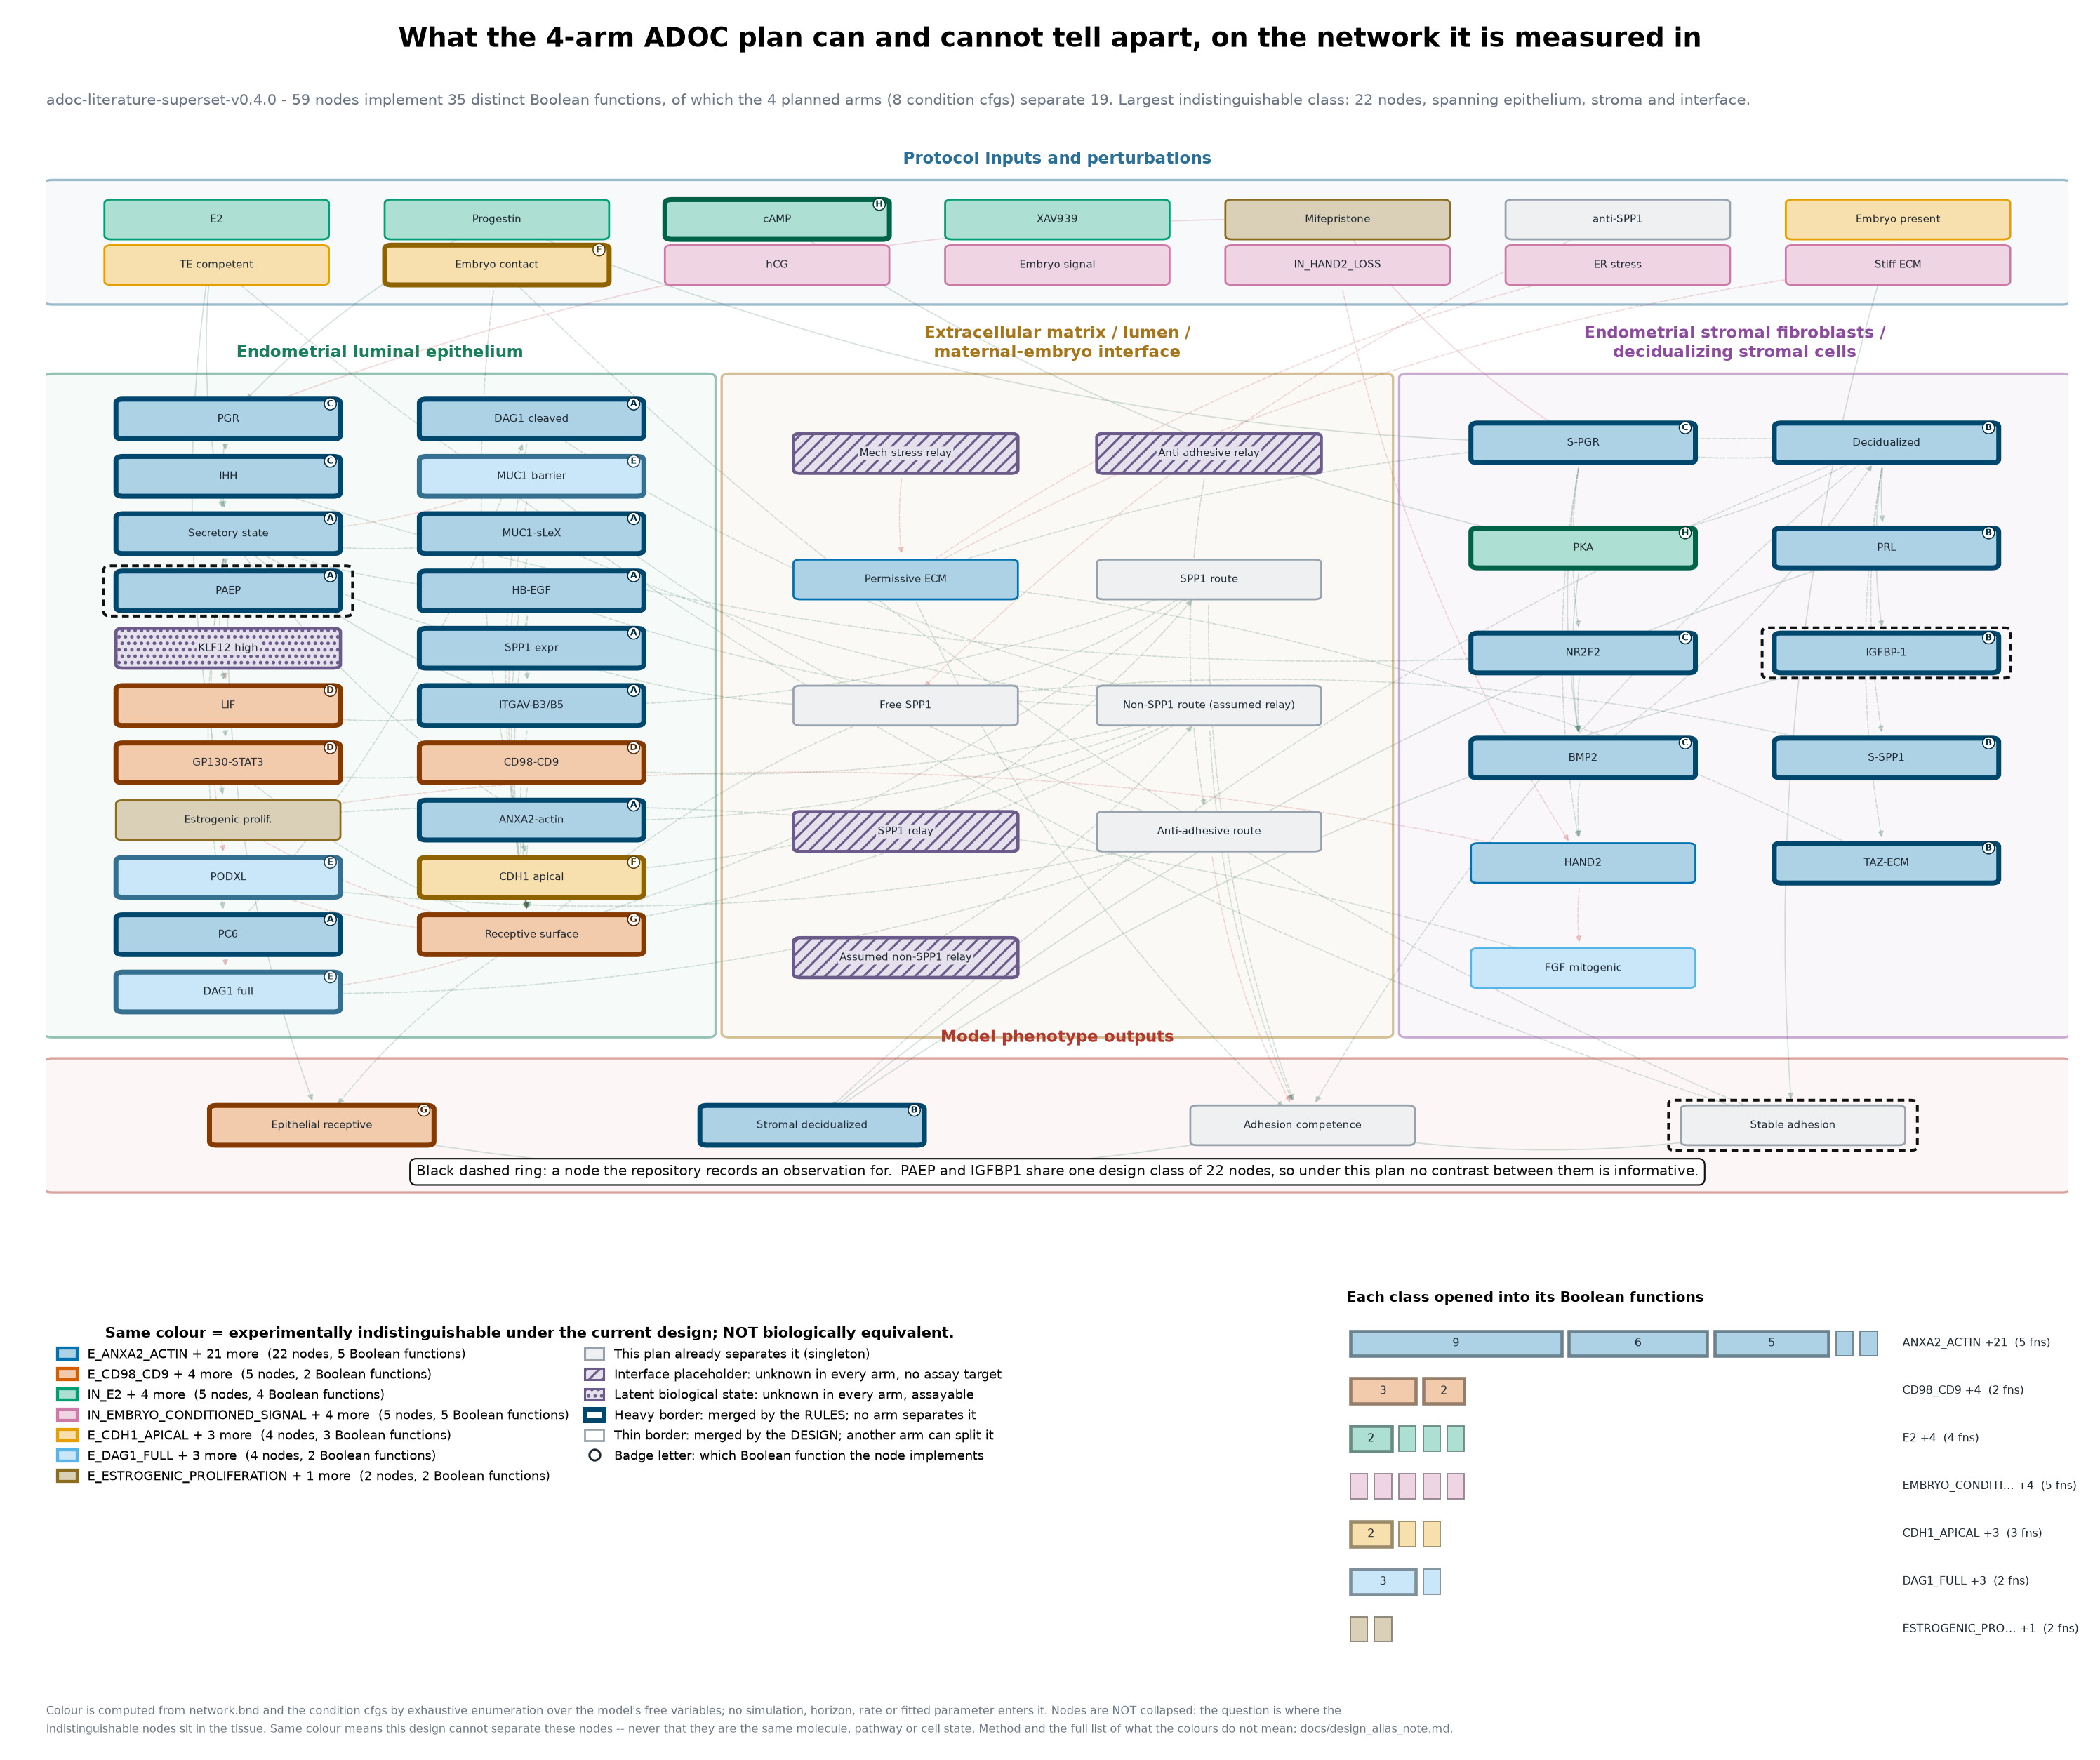 What the 4-arm ADOC plan can and cannot tell apart, on the network it is measured in
adoc-literature-superset-v0.4.0 - 59 nodes implement 35 distinct Boolean functions, of which the 4 planned arms (8 condition cfgs) separate 19. Largest indistinguishable class: 22 nodes, spanning epithelium, stroma and interface.
Protocol inputs and perturbations
E2
Progestin
cAMP
H
XAV939
Mifepristone
anti-SPP1
Embryo present
TE competent
Embryo contact
F
hCG
Embryo signal
IN_HAND2_LOSS
ER stress
Stiff ECM
Endometrial luminal epithelium
PGR
C
DAG1 cleaved
A
IHH
C
MUC1 barrier
E
Secretory state
A
MUC1-sLeX
A
PAEP
A
HB-EGF
A
KLF12 high
SPP1 expr
A
LIF
D
ITGAV-B3/B5
A
GP130-STAT3
D
CD98-CD9
D
Estrogenic prolif.
ANXA2-actin
A
PODXL
E
CDH1 apical
F
PC6
A
Receptive surface
G
DAG1 full
E
Extracellular matrix / lumen /
maternal-embryo interface
Mech stress relay
Anti-adhesive relay
Permissive ECM
SPP1 route
Free SPP1
Non-SPP1 route (assumed relay)
SPP1 relay
Anti-adhesive route
Assumed non-SPP1 relay
Endometrial stromal fibroblasts /
decidualizing stromal cells
S-PGR
C
Decidualized
B
PKA
H
PRL
B
NR2F2
C
IGFBP-1
B
BMP2
C
S-SPP1
B
HAND2
TAZ-ECM
B
FGF mitogenic
Model phenotype outputs
Epithelial receptive
G
Stromal decidualized
B
Adhesion competence
Stable adhesion
Black dashed ring: a node the repository records an observation for.  PAEP and IGFBP1 share one design class of 22 nodes, so under this plan no contrast between them is informative.
Same colour = experimentally indistinguishable under the current design; NOT biologically equivalent.
E_ANXA2_ACTIN + 21 more  (22 nodes, 5 Boolean functions)
E_CD98_CD9 + 4 more  (5 nodes, 2 Boolean functions)
IN_E2 + 4 more  (5 nodes, 4 Boolean functions)
IN_EMBRYO_CONDITIONED_SIGNAL + 4 more  (5 nodes, 5 Boolean functions)
E_CDH1_APICAL + 3 more  (4 nodes, 3 Boolean functions)
E_DAG1_FULL + 3 more  (4 nodes, 2 Boolean functions)
E_ESTROGENIC_PROLIFERATION + 1 more  (2 nodes, 2 Boolean functions)
This plan already separates it (singleton)
Interface placeholder: unknown in every arm, no assay target
Latent biological state: unknown in every arm, assayable
Heavy border: merged by the RULES; no arm separates it
Thin border: merged by the DESIGN; another arm can split it
Badge letter: which Boolean function the node implements
Each class opened into its Boolean functions
9
6
5
ANXA2_ACTIN +21  (5 fns)
3
2
CD98_CD9 +4  (2 fns)
2
E2 +4  (4 fns)
EMBRYO_CONDITI... +4  (5 fns)
2
CDH1_APICAL +3  (3 fns)
3
DAG1_FULL +3  (2 fns)
ESTROGENIC_PRO... +1  (2 fns)
Colour is computed from network.bnd and the condition cfgs by exhaustive enumeration over the model's free variables; no simulation, horizon, rate or fitted parameter enters it. Nodes are NOT collapsed: the question is where the
indistinguishable nodes sit in the tissue. Same colour means this design cannot separate these nodes -- never that they are the same molecule, pathway or cell state. Method and the full list of what the colours do not mean: docs/design_alias_note.md.